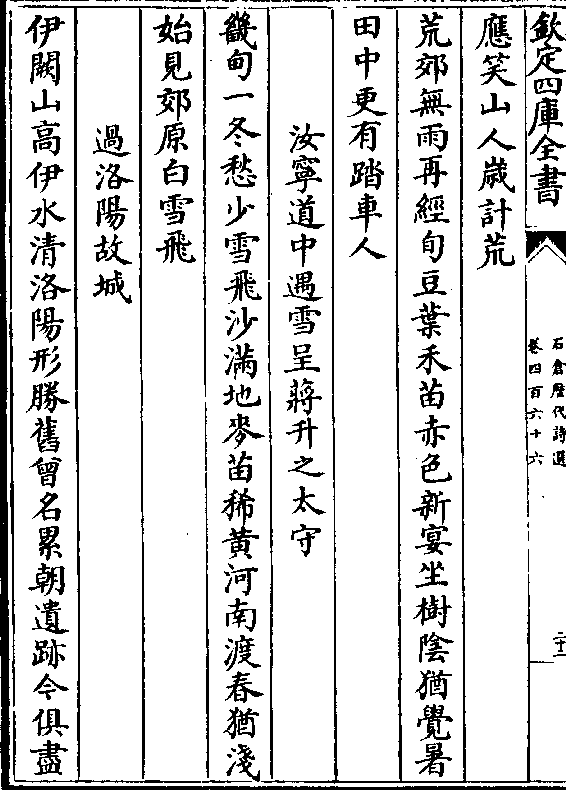 欽定四庫全書
石倉歷代詩選
卷四百六十六
二十二
應笑山人歲計荒
荒郊無雨再經旬豆葉禾苗赤色新宴坐樹陰猶覺暑
田中更有踏車人
汝寧道中遇雪呈蔣升之太守
畿甸一冬愁少雪飛沙滿地麥苗稀黃河南渡春猶淺
始見郊原白雪飛
過洛陽故城
伊闕山高伊水清洛陽形勝舊曾名累朝遺跡今俱盡